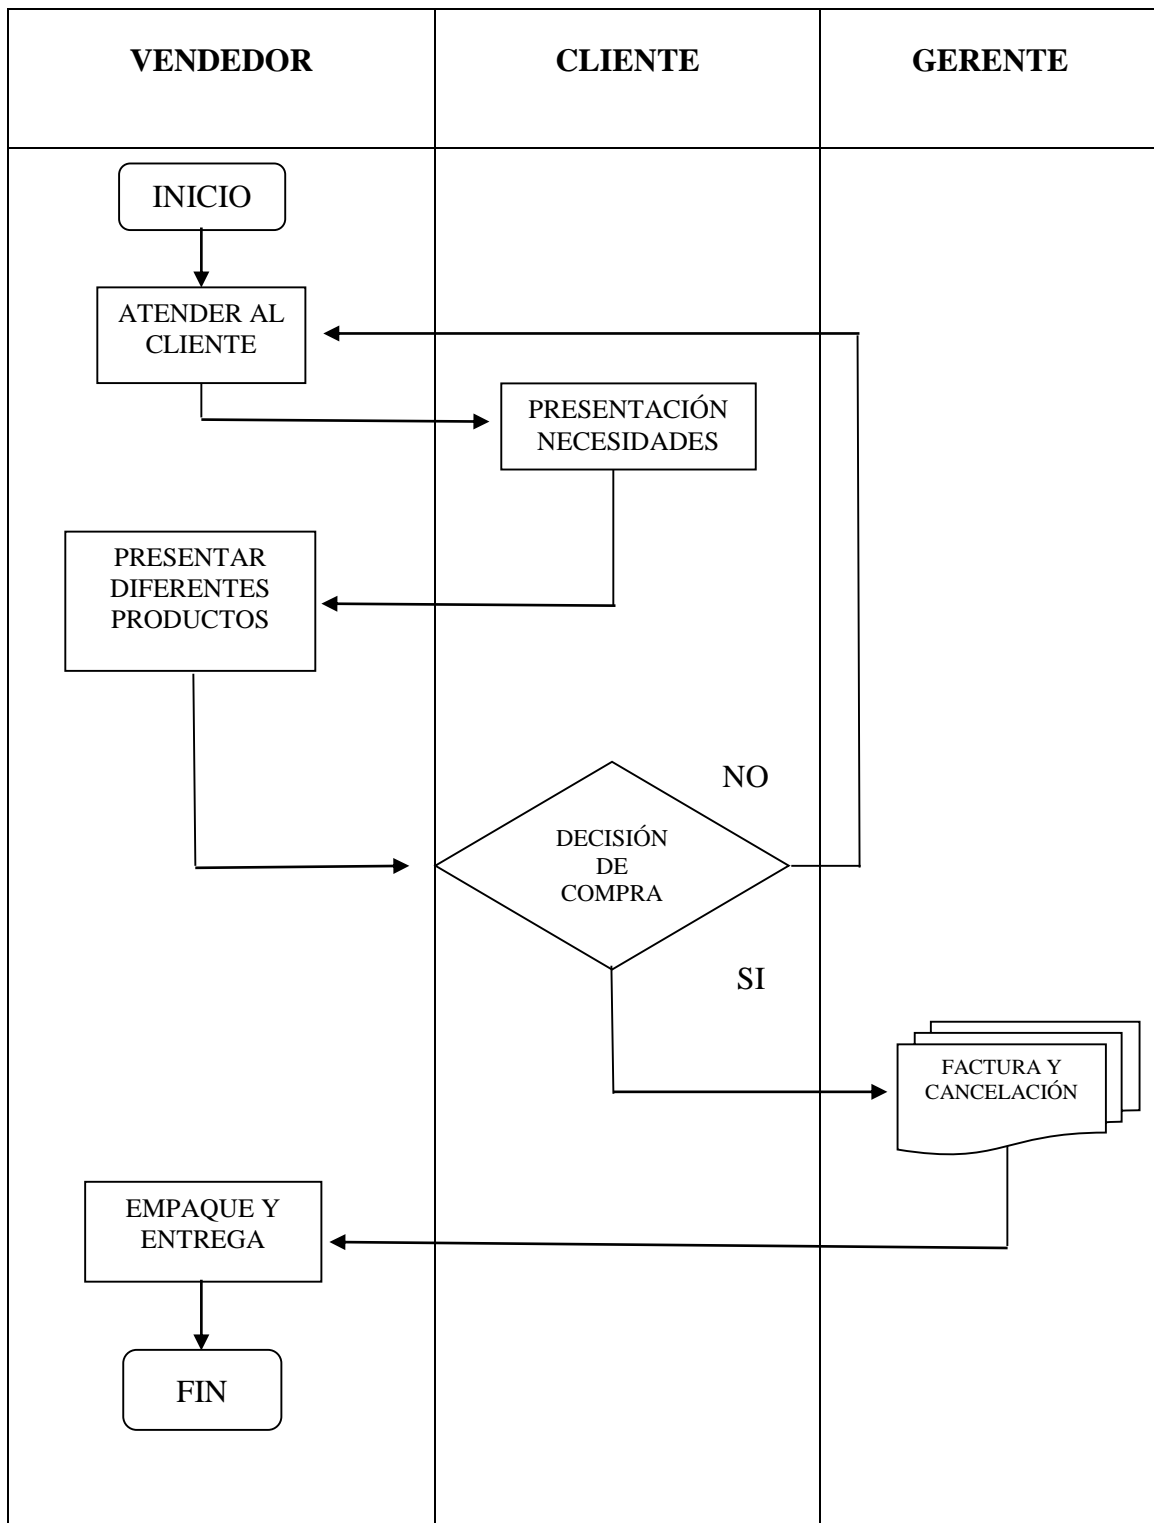 VENDEDOR
CLIENTE
GERENTE
INICIO
ATENDER AL
CLIENTE
PRESENTACIÓN
NECESIDADES
PRESENTAR
DIFERENTES
PRODUCTOS
NO
DECISIÓN
DE
COMPRA
SI
FACTURA Y
CANCELACIÓN
EMPAQUE Y
ENTREGA
FIN